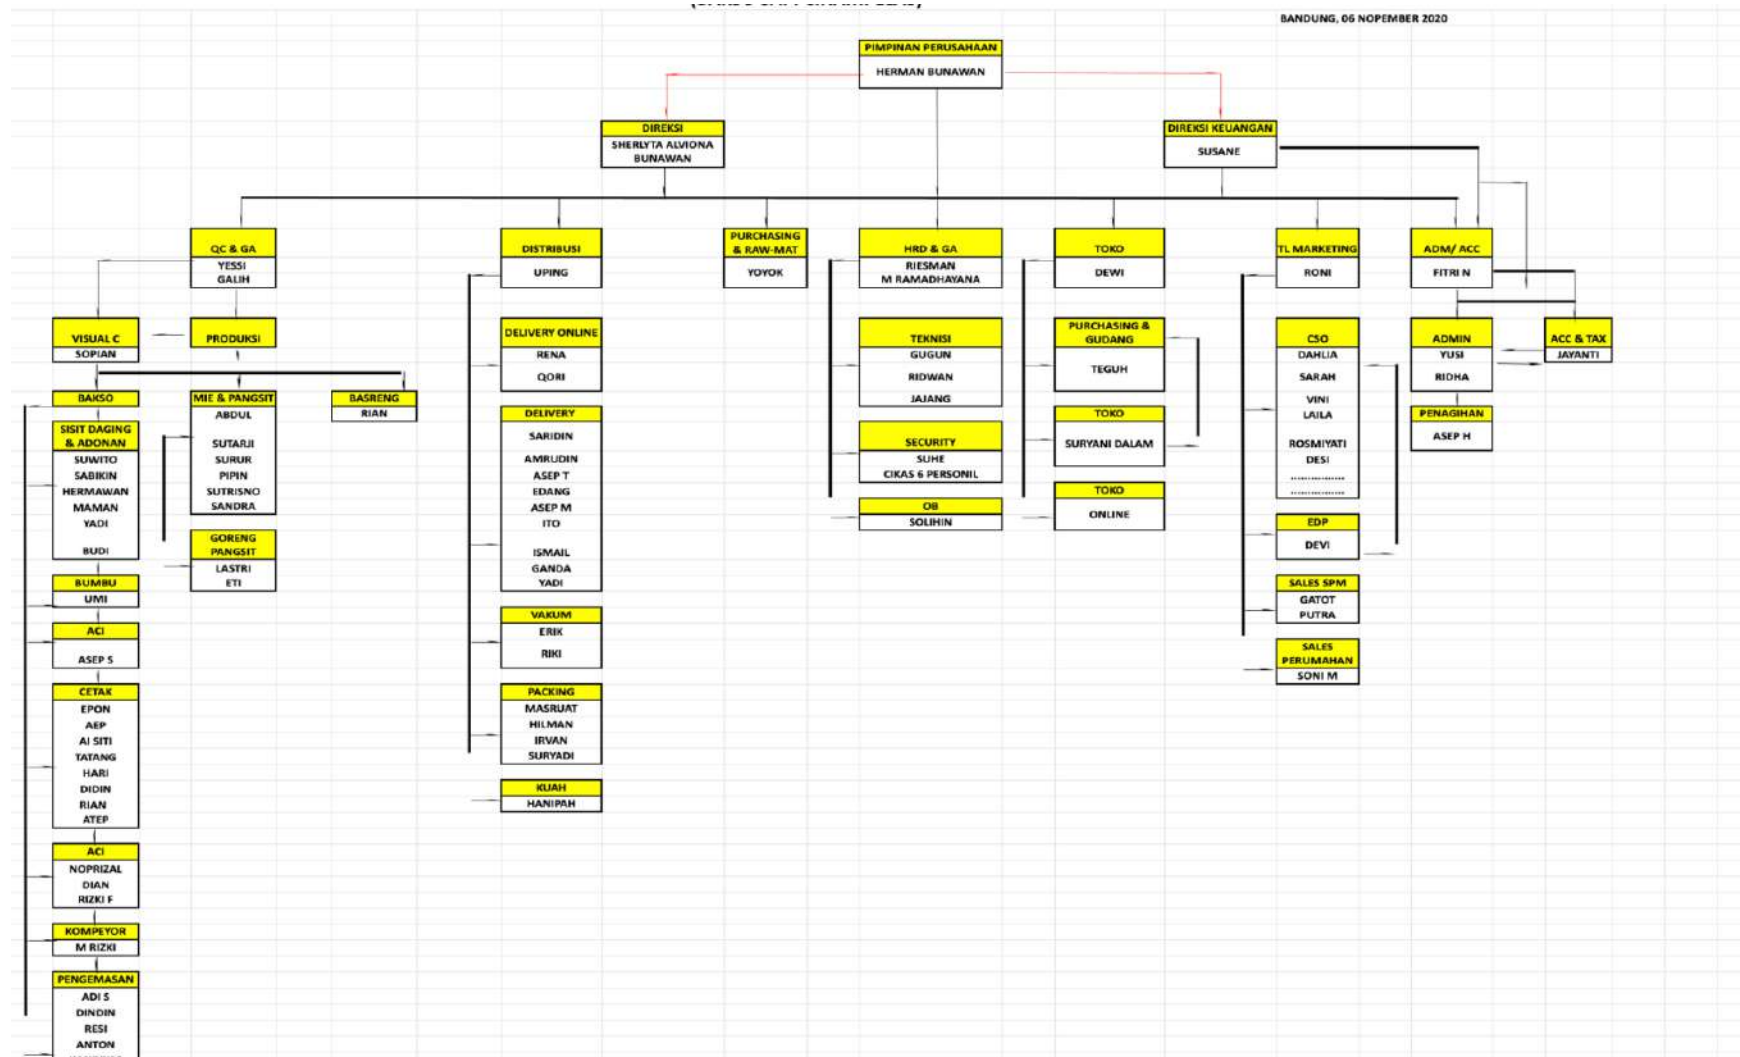 BANDUNG, 06 NOPEMBER 2020
PIMPINAN PERUSAHAAN
HERMAN BUNAWAN
DIREKSI
SHERLYTA ALVIONA
BUNAWAN
DIREKSI KEUANGAN
SUSANE
QC & GA
YESSI
GALIH
DISTRIBUSI
UPING
PURCHASING
& RAW-MAT
YOYOK
HRD & GA
RIESMAN
M RAMADHAYANA
TOKO
DEWI
TL MARKETING
RONI
ADM/ ACC
FITRI N
VISUAL C
SOPIAN
PRODUKSI
BAKSO
SISIT DAGING
& ADONAN
SUWITO
SABIKIN
HERMAWAN
MAMAN
YADI
BUDI
BUMBU
UMI
ACI
ASEP S
CETAK
EPON
AEP
AI SITI
TATANG
HARI
DIDIN
RIAN
ATEP
ACI
NOPRIZAL
DIAN
RIZKI F
KOMPEYOR
M RIZKI
PENGEMASAN
ADI S
DINDIN
RESI
ANTON
MIE & PANGSIT
ABDUL
SUTARJI
SURUR
PIPIN
SUTRISNO
SANDRA
GORENG
PANGSIT
LASTRI
ETI
BASRENG
RIAN
DELIVERY ONLINE
RENA
QORI
DELIVERY
SARIDIN
AMRUDIN
ASEP T
EDANG
ASEP M
ITO
ISMAIL
GANDA
YADI
VAKUM
ERIK
RIKI
PACKING
MASRUAT
HILMAN
IRVAN
SURYADI
KUAH
HANIPAH
TEKNISI
GUGUN
RIDWAN
JAJANG
SECURITY
SUHE
CIKAS 6 PERSONIL
OB
SOLIHIN
PURCHASING &
GUDANG
TEGUH
TOKO
SURYANI DALAM
TOKO
ONLINE
CSO
DAHLIA
SARAH
VINI
LAILA
ROSMIYATI
DESI
................
................
EDP
DEVI
SALES SPM
GATOT
PUTRA
SALES
PERUMAHAN
SONI M
ADMIN
YUSI
RIDHA
PENAGIHAN
ASEP H
ACC & TAX
JAYANTI